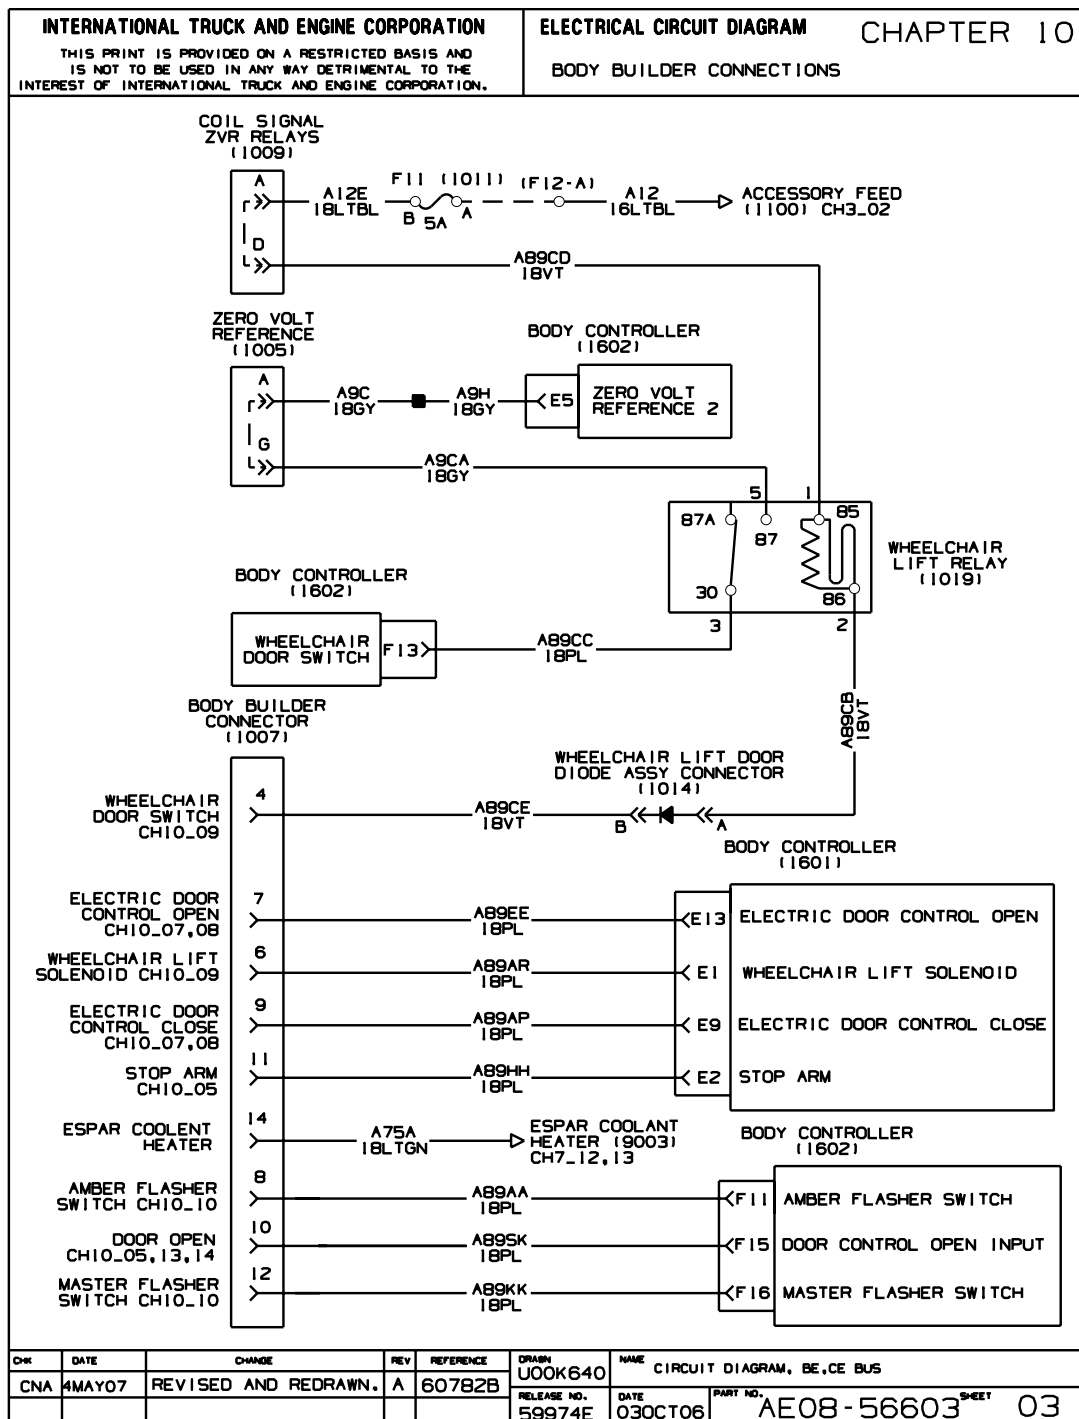 INTERNATIONAL TRUCK AND ENGINE CORPORATION
THIS PRINT IS PROVIDED ON A RESTRICTED BASIS AND
IS NOT TO BE USED IN ANY WAY DETRIMENTAL TO THE
INTEREST OF INTERNATIONAL TRUCK AND ENGINE CORPORATION.
ELECTRICAL CIRCUIT DIAGRAM
CHAPTER 10
BODY BUILDER CONNECTIONS
COIL SIGNAL
ZVR RELAYS
(1009)
A
A12E
18LTBL
F11 (1011)
B
5A
A
(F12-A)
A12
16LTBL
ACCESSORY FEED
(1100) CH3_02
D
A89CD
18VT
ZERO VOLT
REFERENCE
(1005)
A
A9C
18GY
A9H
18GY
BODY CONTROLLER
(1602)
E5
ZERO VOLT
REFERENCE 2
G
A9CA
18GY
5
1
87A
87
85
30
86
3
2
WHEELCHAIR
LIFT RELAY
(1019)
BODY CONTROLLER
(1602)
WHEELCHAIR
DOOR SWITCH
F13
A89CC
18PL
A89CB
18VT
BODY BUILDER
CONNECTOR
(1007)
WHEELCHAIR LIFT DOOR
DIODE ASSY CONNECTOR
(1014)
WHEELCHAIR
DOOR SWITCH
CH10_09
4
A89CE
18VT
B
A
BODY CONTROLLER
(1601)
ELECTRIC DOOR
CONTROL OPEN
CH10_07,08
7
A89EE
18PL
E13
ELECTRIC DOOR CONTROL OPEN
WHEELCHAIR LIFT
SOLENOID CH10_09
6
A89AR
18PL
E1
WHEELCHAIR LIFT SOLENOID
ELECTRIC DOOR
CONTROL CLOSE
CH10_07,08
9
A89AP
18PL
E9
ELECTRIC DOOR CONTROL CLOSE
STOP ARM
CH10_05
11
A89HH
18PL
E2
STOP ARM
ESPAR COOLENT
HEATER
14
A75A
18LTGN
ESPAR COOLANT
HEATER (9003)
CH7_12,13
BODY CONTROLLER
(1602)
AMBER FLASHER
SWITCH CH10_10
8
A89AA
18PL
F11
AMBER FLASHER SWITCH
DOOR OPEN
CH10_05,13,14
10
A89SK
18PL
F15
DOOR CONTROL OPEN INPUT
MASTER FLASHER
SWITCH CH10_10
12
A89KK
18PL
F16
MASTER FLASHER SWITCH
CHK
DATE
CHANGE
REV
REFERENCE
CNA
4MAY07
REVISED AND REDRAWN.
A
60782B
DRAWN
U00K640
NAME
CIRCUIT DIAGRAM, BE,CE BUS
RELEASE NO.
59974E
DATE
03OCT06
PART NO.
AE08-56603
SHEET
03